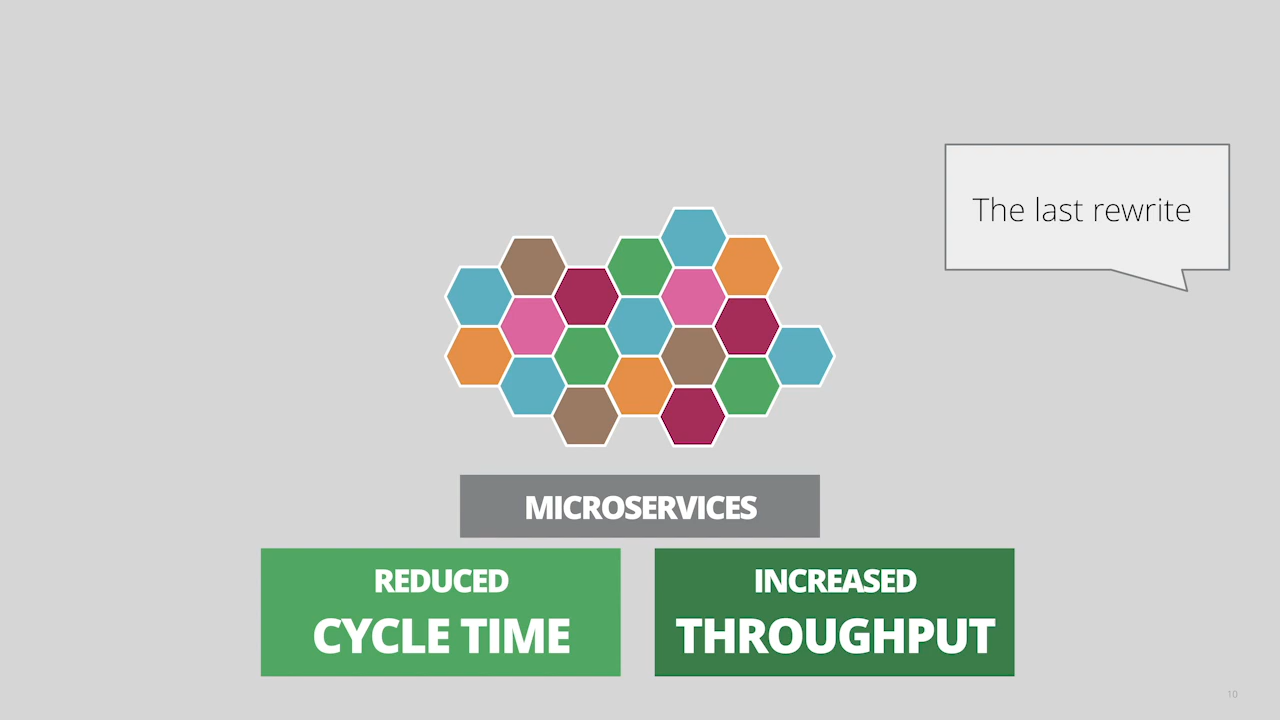 The last rewrite
MICROSERVICES
REDUCED
CYCLE TIME
INCREASED
THROUGHPUT
10